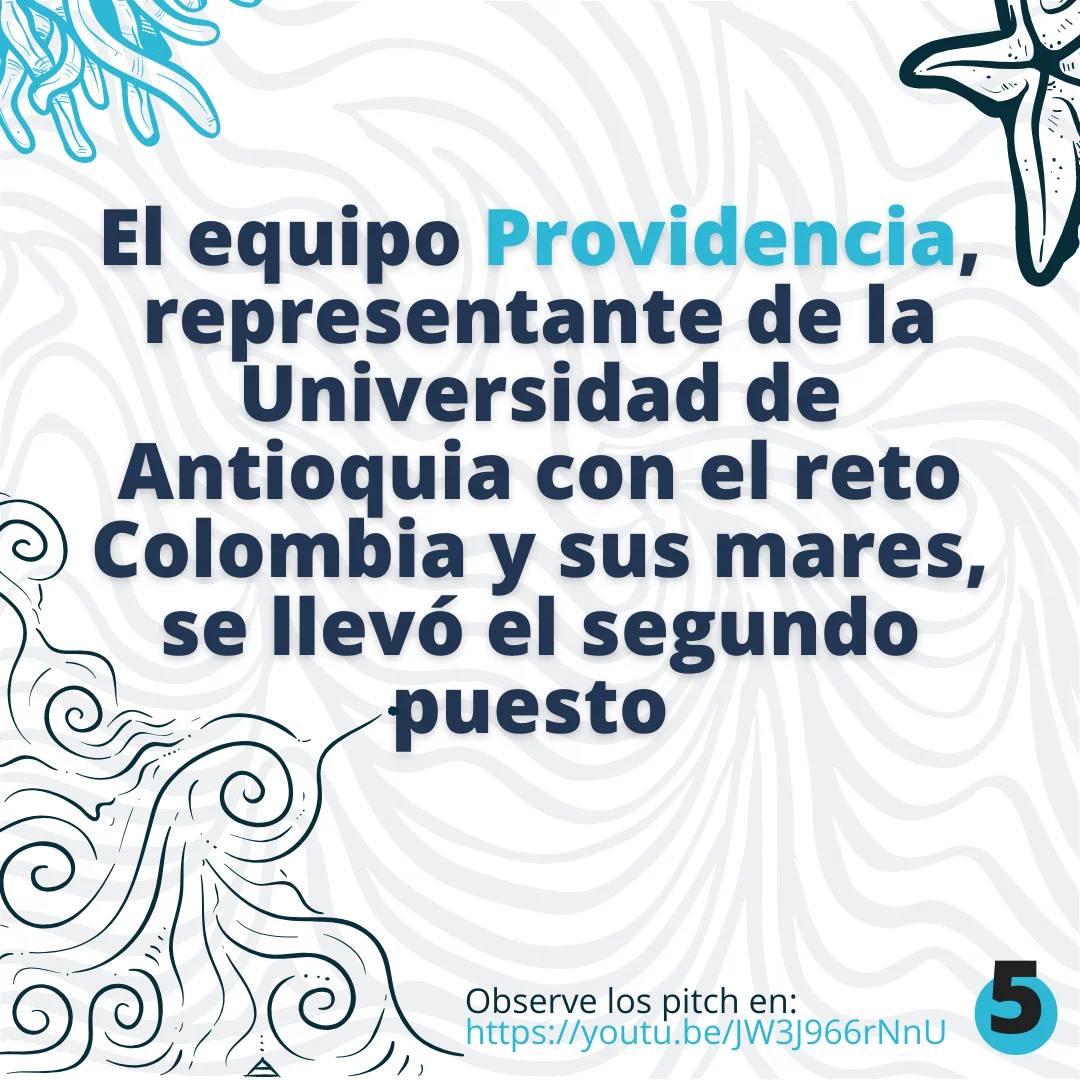 El equipo Providencia,
representante de la
Universidad de
Antioquia con el reto
Colombia y sus mares,
se llevó el segundo
puesto
Observe los pitch en:
https://youtu.be/JW3J966rNnU
5